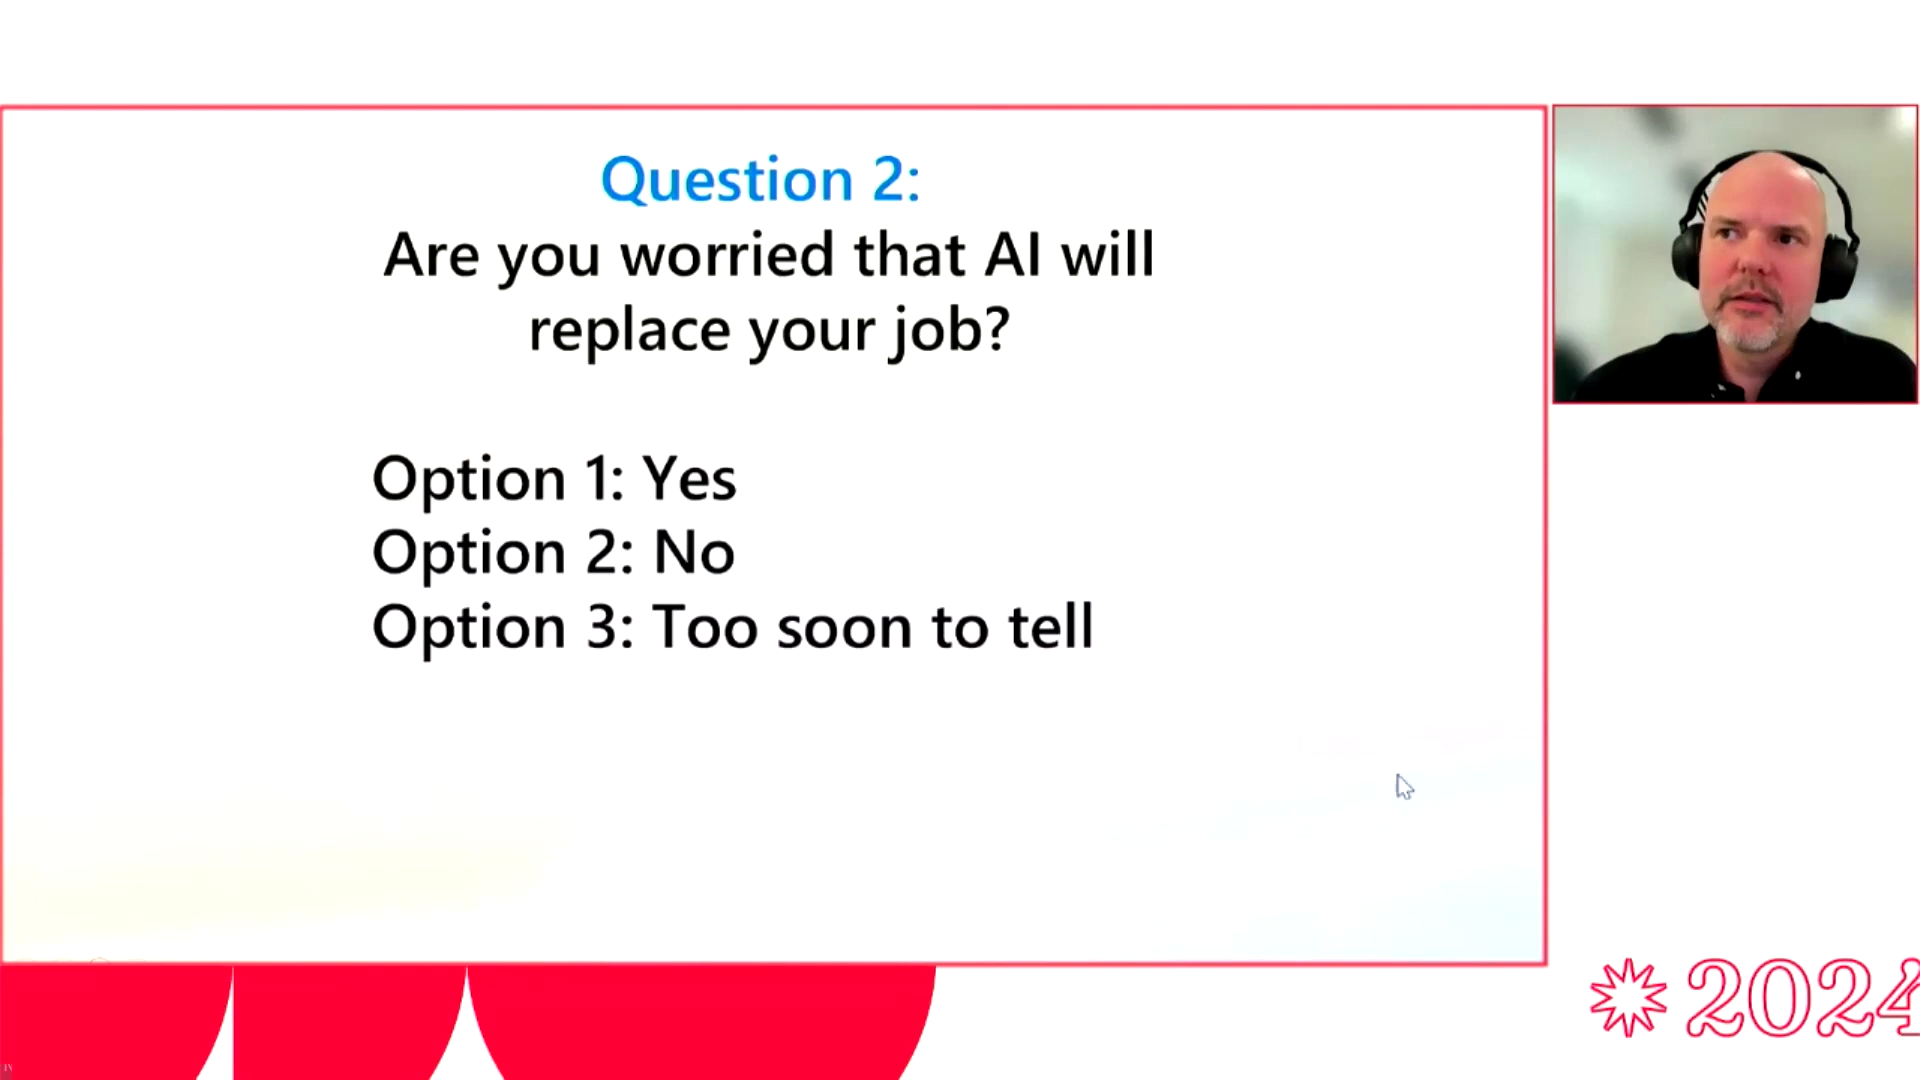 Question 2:
Are you worried that AI will
replace your job?
Option 1: Yes
Option 2: No
Option 3: Too soon to tell
2024